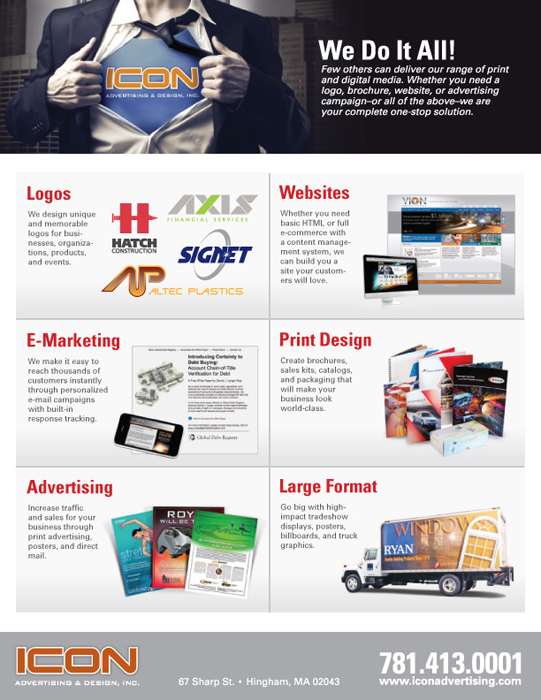 ICON
ADVERTISING & DESIGN, INC.
We Do It All!
Few others can deliver our range of print
and digital media. Whether you need a
logo, brochure, website, or advertising
campaign–or all of the above–we are
your complete one-stop solution.
Logos
We design unique
and memorable
logos for busi-
nesses, organiza-
tions, products,
and events.
AXIS
FINANCIAL SERVICES
HATCH
CONSTRUCTION
SIGNET
ALTEC PLASTICS
Websites
Whether you need
basic HTML, or full
e-commerce with
a content manage-
ment system, we
can build you a
site your custom-
ers will love.
VION
E-Marketing
We make it easy to
reach thousands of
customers instantly
through personalized
e-mail campaigns
with built-in
response tracking.
Introducing Certainty to
Debt Buying:
Account Chain-of-Title
Verification for Debt
Global Debt Registry
Print Design
Create brochures,
sales kits, catalogs,
and packaging that
will make your
business look
world-class.
Advertising
Increase traffic
and sales for your
business through
print advertising,
posters, and direct
mail.
stret
ROY
WILL BE T
Large Format
Go big with high-
impact tradeshow
displays, posters,
billboards, and truck
graphics.
WINDOW
RYAN
ICON
ADVERTISING & DESIGN, INC.
67 Sharp St. • Hingham, MA 02043
781.413.0001
www.iconadvertising.com